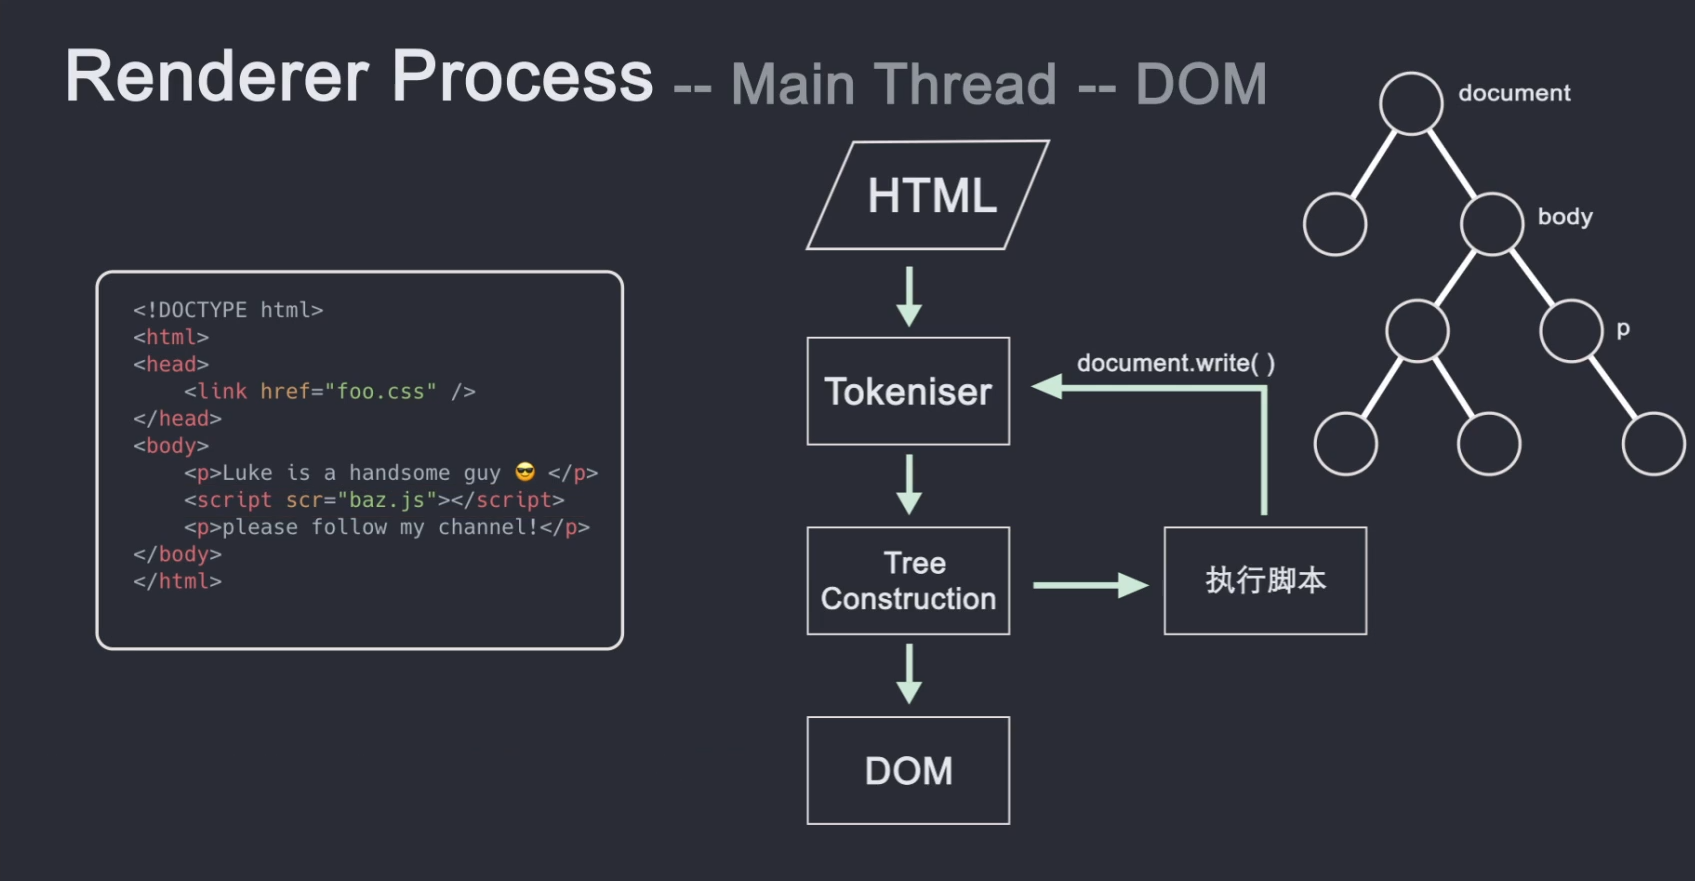 Renderer Process -- Main Thread -- DOM
<!DOCTYPE html>
<html>
<head>
<link href="foo.css" />
</head>
<body>
<p>Luke is a handsome guy 😎 </p>
<script scr="baz.js"></script>
<p>please follow my channel!</p>
</body>
</html>
HTML
Tokeniser
document.write( )
Tree
Construction
执行脚本
DOM
document
body
p